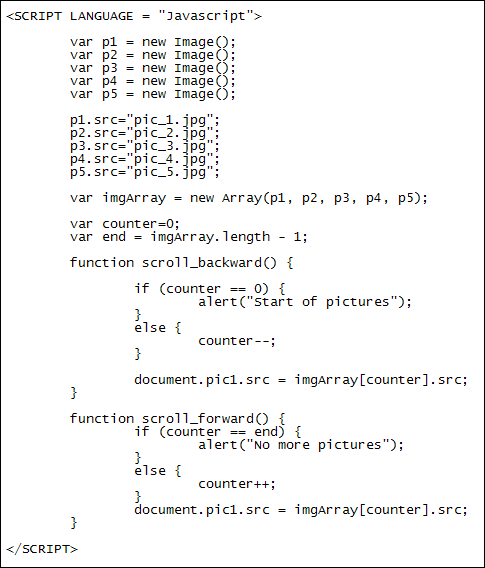 <SCRIPT LANGUAGE = "Javascript">
var p1 = new Image();
var p2 = new Image();
var p3 = new Image();
var p4 = new Image();
var p5 = new Image();
p1.src="pic_1.jpg";
p2.src="pic_2.jpg";
p3.src="pic_3.jpg";
p4.src="pic_4.jpg";
p5.src="pic_5.jpg";
var imgArray = new Array(p1, p2, p3, p4, p5);
var counter=0;
var end = imgArray.length - 1;
function scroll_backward() {
if (counter == 0) {
alert("Start of pictures");
}
else {
counter--;
}
document.pic1.src = imgArray[counter].src;
}
function scroll_forward() {
if (counter == end) {
alert("No more pictures");
}
else {
counter++;
}
document.pic1.src = imgArray[counter].src;
}
</SCRIPT>